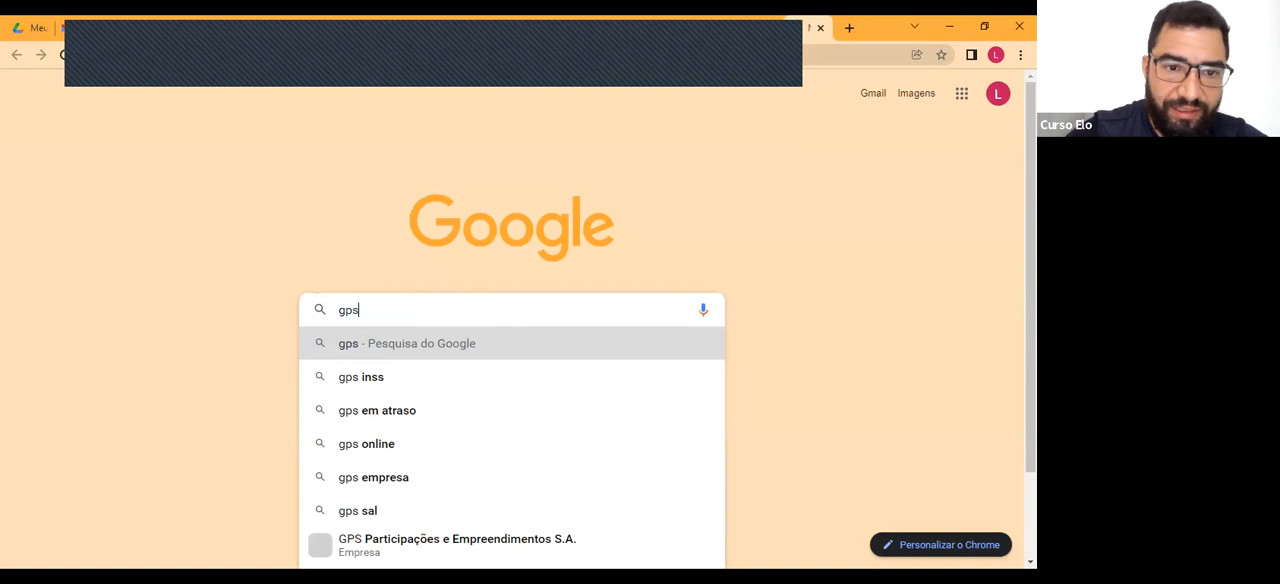 Meu
L
Gmail
Imagens
L
Curso Elo
Google
gps
gps - Pesquisa do Google
gps inss
gps em atraso
gps online
gps empresa
gps sal
GPS Participações e Empreendimentos S.A.
Empresa
Personalizar o Chrome